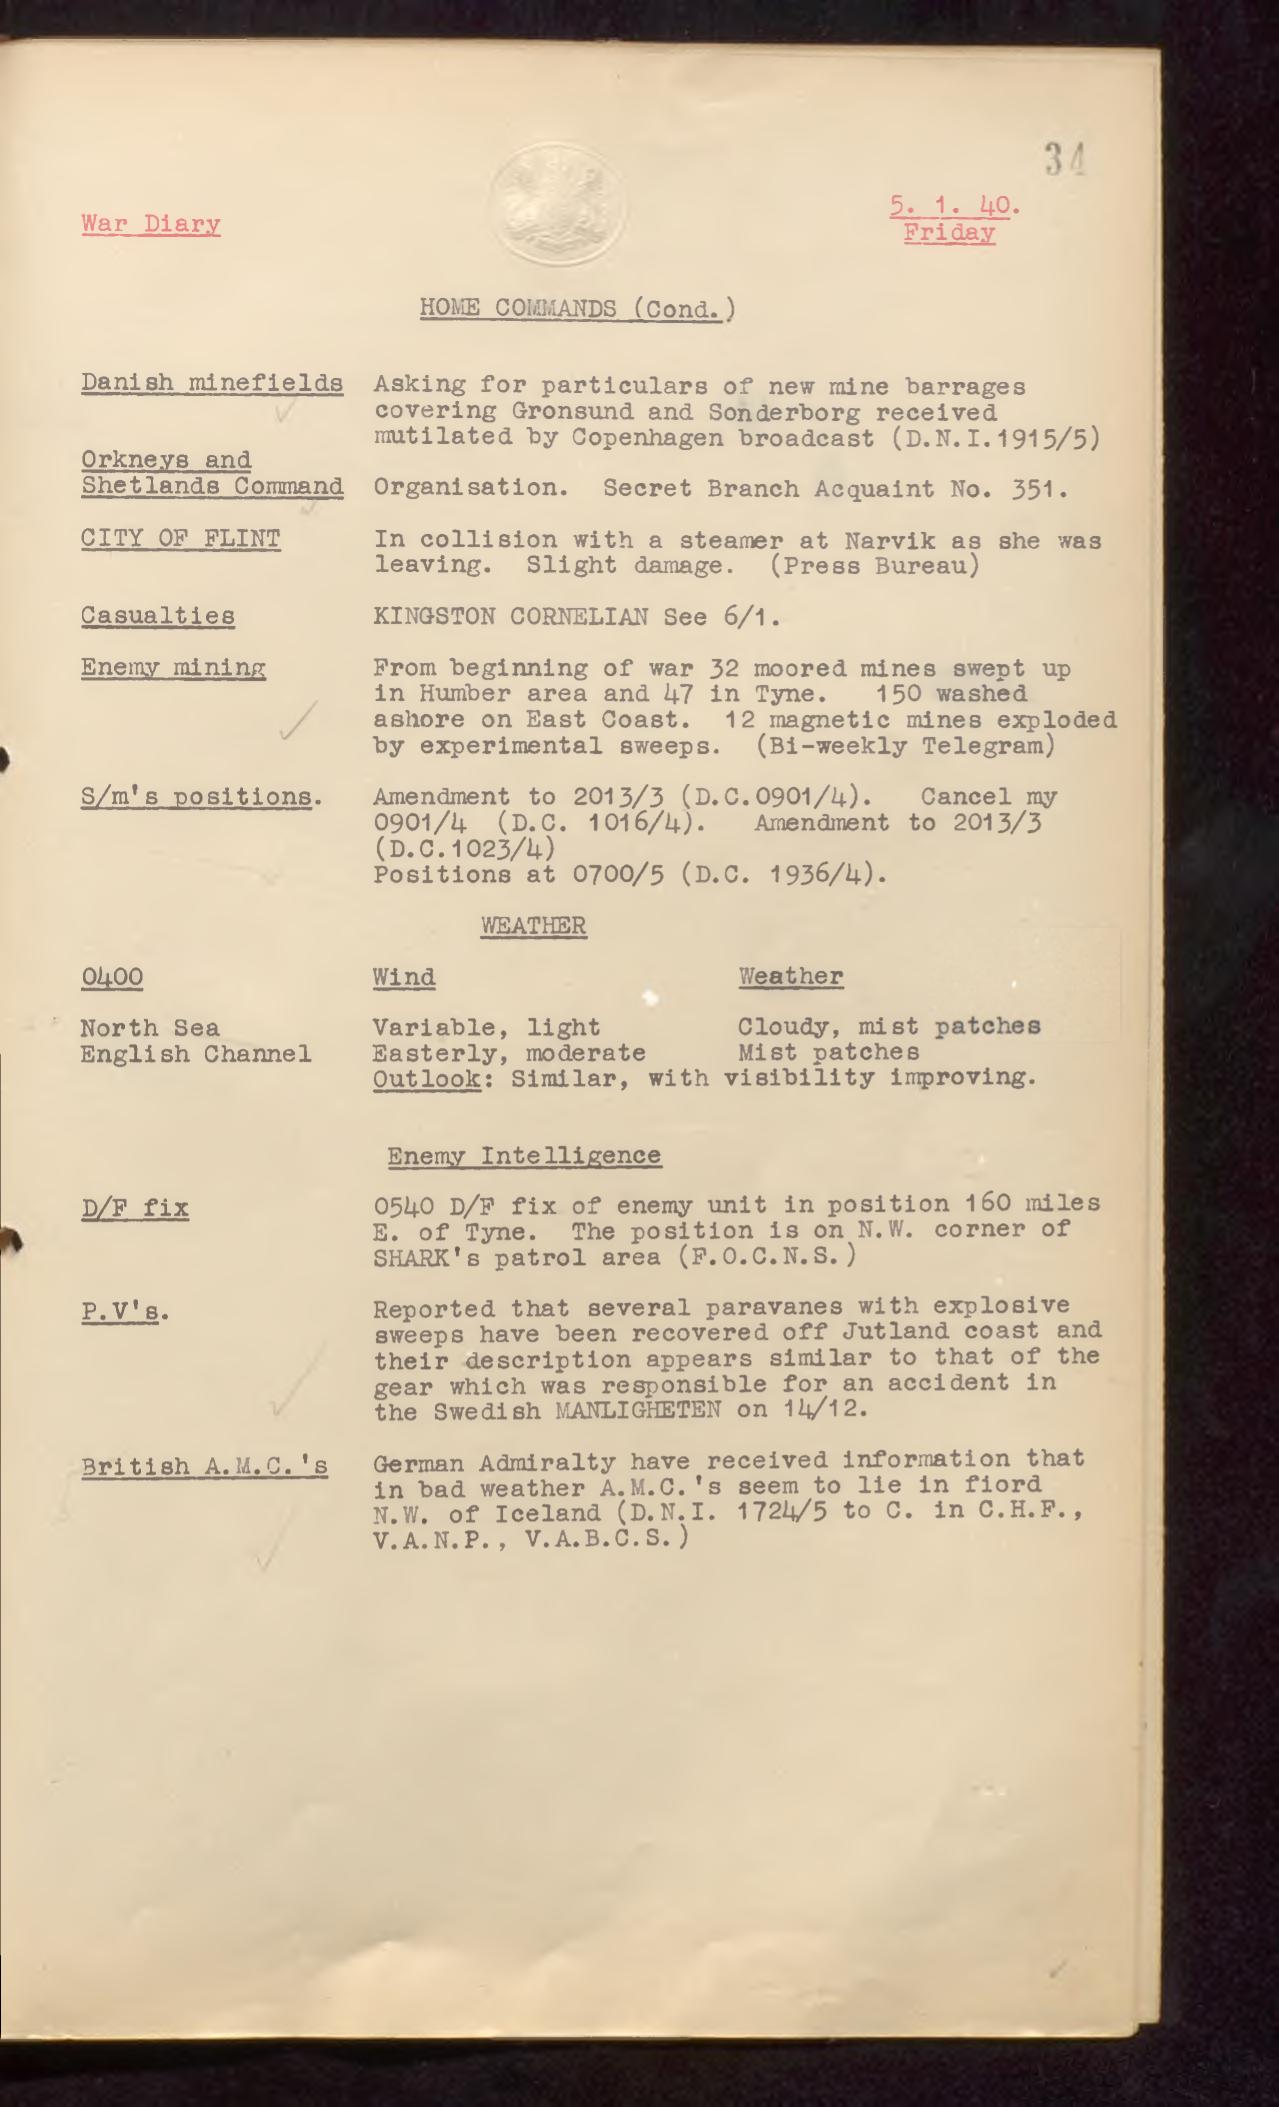 34
War Diary
5. 1. 40.
Friday
HOME COMMANDS (Cond.)
Danish minefields Asking for particulars of new mine barrages
covering Gronsund and Sonderborg received
mutilated by Copenhagen broadcast (D.N.I.1915/5)
Orkneys and
Shetlands Command Organisation. Secret Branch Acquaint No. 351.
CITY OF FLINT In collision with a steamer at Narvik as she was
leaving. Slight damage. (Press Bureau)
Casualties KINGSTON CORNELIAN See 6/1.
Enemy mining From beginning of war 32 moored mines swept up
in Humber area and 47 in Tyne. 150 washed
ashore on East Coast. 12 magnetic mines exploded
by experimental sweeps. (Bi-weekly Telegram)
S/m's positions. Amendment to 2013/3 (D.C.0901/4). Cancel my
0901/4 (D.C. 1016/4). Amendment to 2013/3
(D.C.1023/4)
Positions at 0700/5 (D.C. 1936/4).
WEATHER
0400 Wind Weather
North Sea Variable, light Cloudy, mist patches
English Channel Easterly, moderate Mist patches
Outlook: Similar, with visibility improving.
Enemy Intelligence
D/F fix 0540 D/F fix of enemy unit in position 160 miles
E. of Tyne. The position is on N.W. corner of
SHARK's patrol area (F.O.C.N.S.)
P.V's. Reported that several paravanes with explosive
sweeps have been recovered off Jutland coast and
their description appears similar to that of the
gear which was responsible for an accident in
the Swedish MANLIGHETEN on 14/12.
British A.M.C.'s German Admiralty have received information that
in bad weather A.M.C.'s seem to lie in fiord
N.W. of Iceland (D.N.I. 1724/5 to C. in C.H.F.,
V.A.N.P., V.A.B.C.S.)